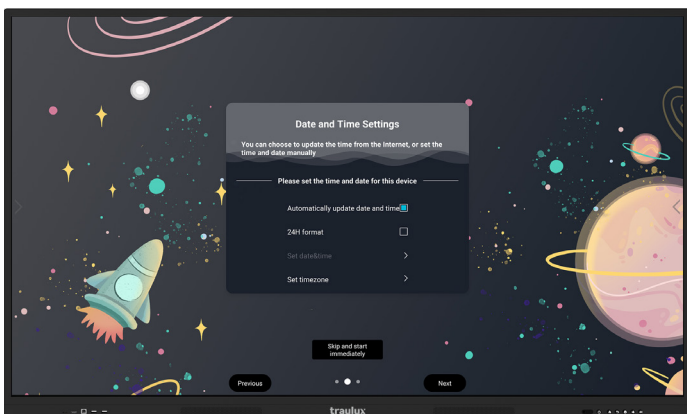 Date and Time Settings
You can choose to update the time from the Internet, or set the
time and date manually
Please set the time and date for this device
Automatically update date and time
24H format
Set date&time
Set timezone
Skip and start
immediately
Previous
Next
traulux